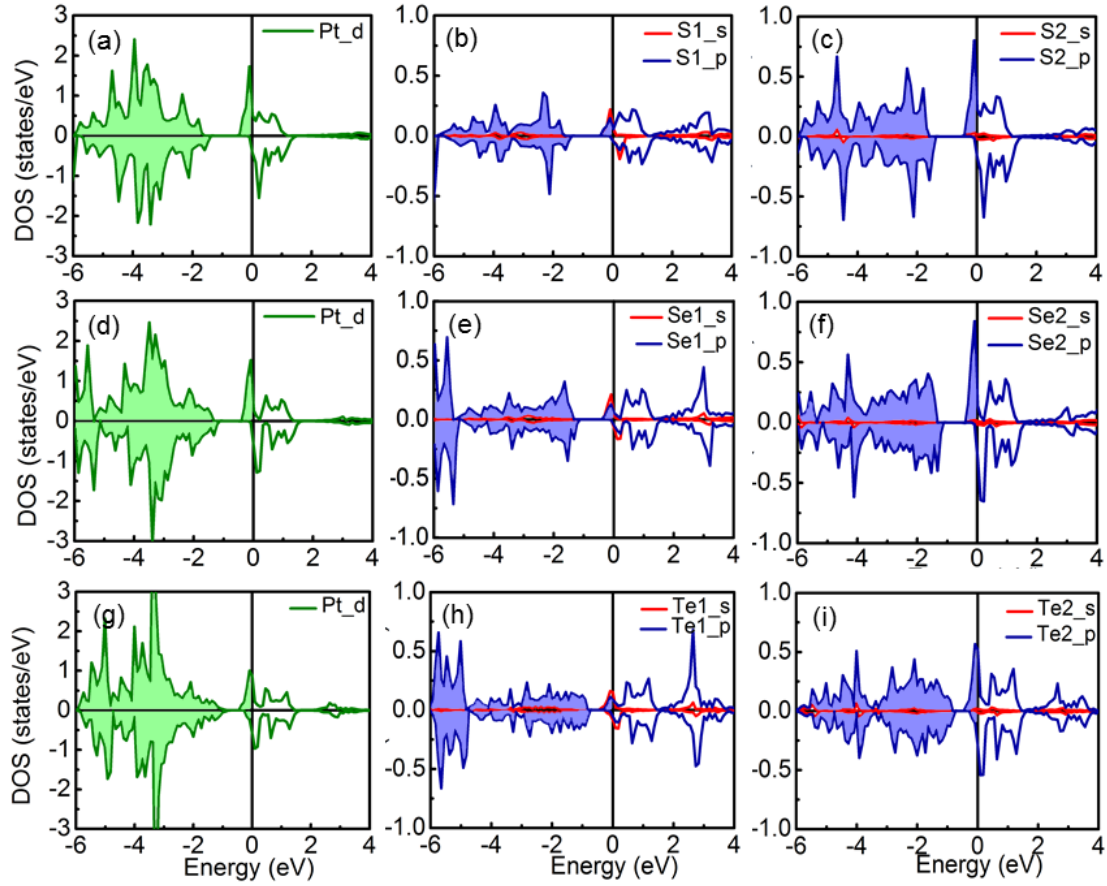 (a) Pt_d
(b) S1_s
S1_p
(c) S2_s
S2_p
DOS (states/eV)
3
2
1
0
-1
-2
-3
1.0
0.5
0.0
-0.5
-1.0
1.0
0.5
0.0
-0.5
-1.0
-6 -4 -2 0 2 4
-6 -4 -2 0 2 4
-6 -4 -2 0 2 4
(d) Pt_d
(e) Se1_s
Se1_p
(f) Se2_s
Se2_p
DOS (states/eV)
3
2
1
0
-1
-2
-3
1.0
0.5
0.0
-0.5
-1.0
1.0
0.5
0.0
-0.5
-1.0
-6 -4 -2 0 2 4
-6 -4 -2 0 2 4
-6 -4 -2 0 2 4
(g) Pt_d
(h) Te1_s
Te1_p
(i) Te2_s
Te2_p
DOS (states/eV)
3
2
1
0
-1
-2
-3
1.0
0.5
0.0
-0.5
-1.0
1.0
0.5
0.0
-0.5
-1.0
-6 -4 -2 0 2 4
-6 -4 -2 0 2 4
-6 -4 -2 0 2 4
Energy (eV)
Energy (eV)
Energy (eV)